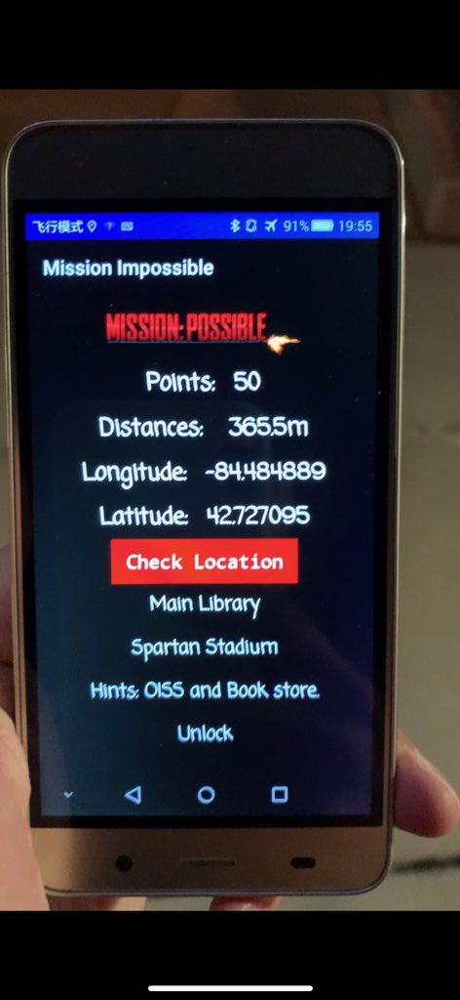 飞行模式 91% 19:55
Mission Impossible
MISSION: POSSIBLE
Points: 50
Distances: 365.5m
Longitude: -84.484889
Latitude: 42.727095
Check Location
Main Library
Spartan Stadium
Hints: OISS and Book store.
Unlock